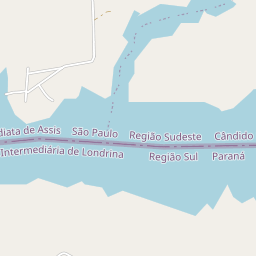 diata de Assis São Paulo Região Sudeste Cândido
Intermediária de Londrina Região Sul Paraná